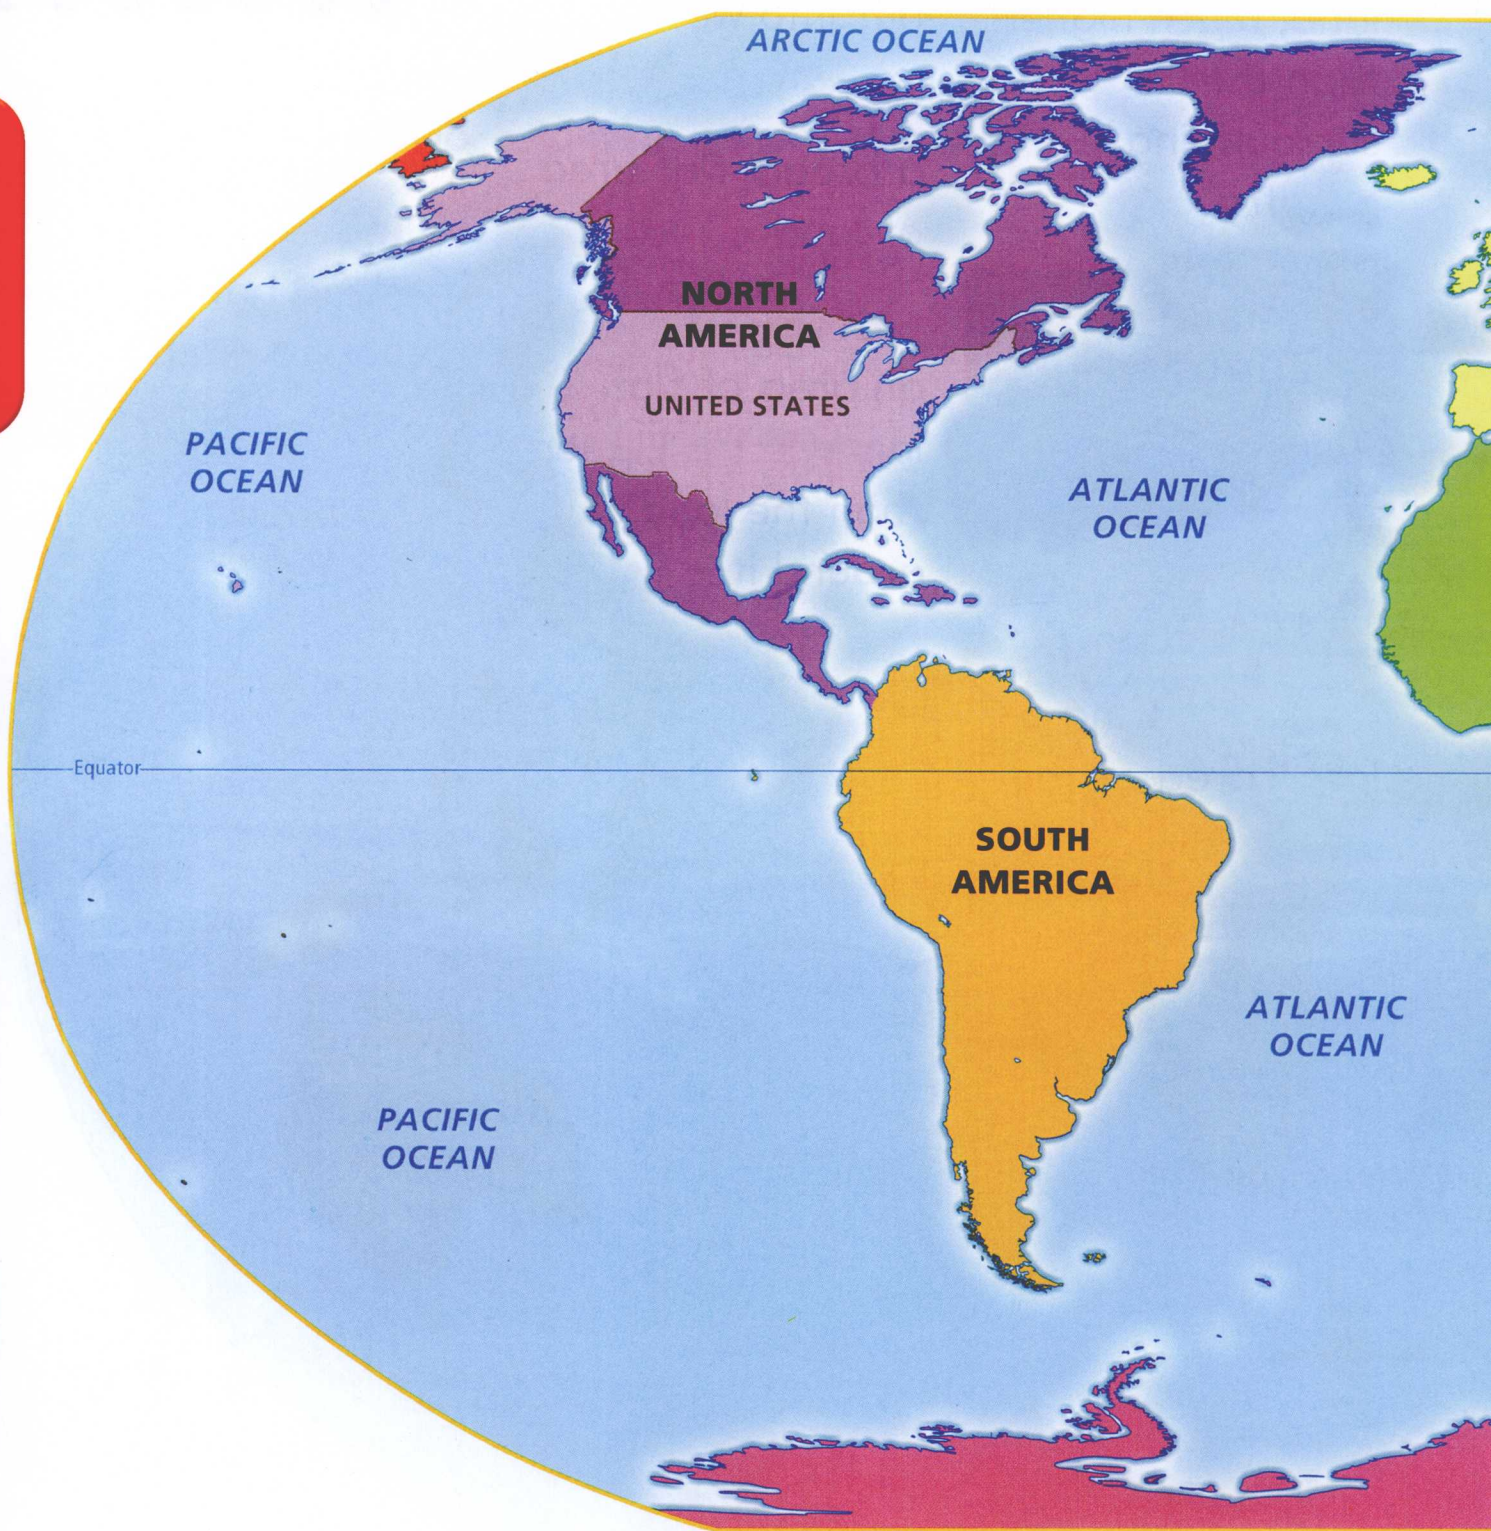 ARCTIC OCEAN
NORTH
AMERICA
UNITED STATES
PACIFIC
OCEAN
ATLANTIC
OCEAN
Equator
SOUTH
AMERICA
ATLANTIC
OCEAN
PACIFIC
OCEAN